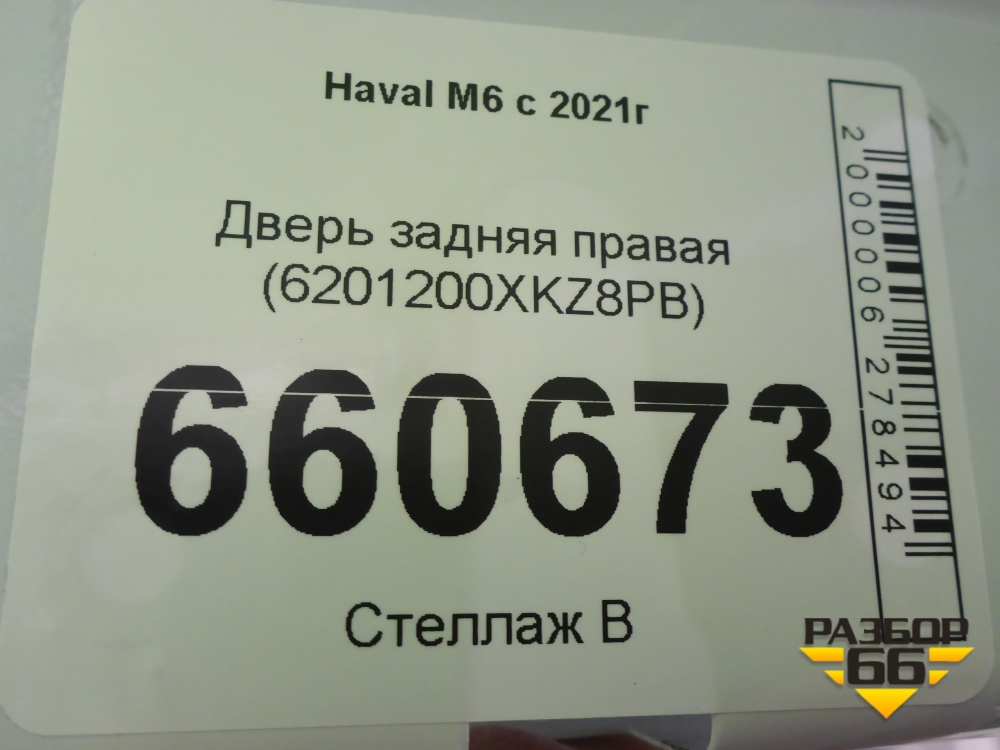 Haval M6 с 2021г
Дверь задняя правая
(6201200XKZ8PB)
660673
Стеллаж В
2000006278494
РАЗБОР
66